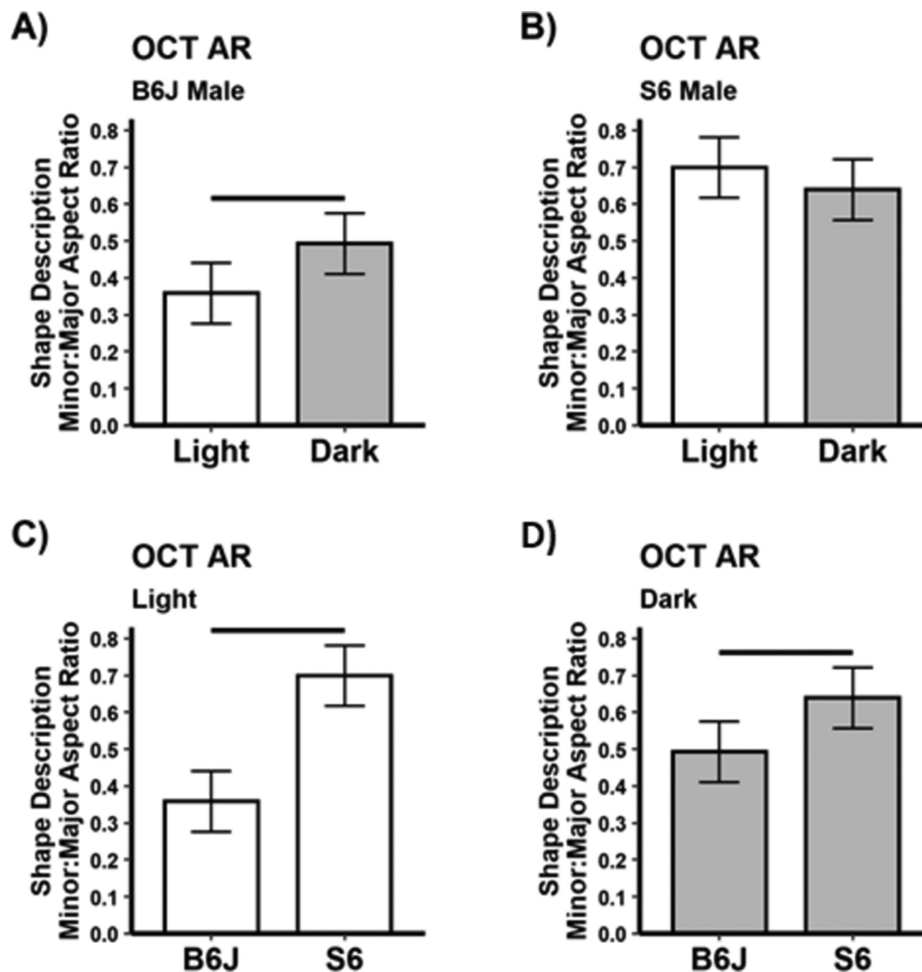 A)
OCT AR
B6J Male
Shape Description
Minor:Major Aspect Ratio
0.8
0.7
0.6
0.5
0.4
0.3
0.2
0.1
0.0
Light Dark
B)
OCT AR
S6 Male
Shape Description
Minor:Major Aspect Ratio
0.8
0.7
0.6
0.5
0.4
0.3
0.2
0.1
0.0
Light Dark
C)
OCT AR
Light
Shape Description
Minor:Major Aspect Ratio
0.8
0.7
0.6
0.5
0.4
0.3
0.2
0.1
0.0
B6J S6
D)
OCT AR
Dark
Shape Description
Minor:Major Aspect Ratio
0.8
0.7
0.6
0.5
0.4
0.3
0.2
0.1
0.0
B6J S6